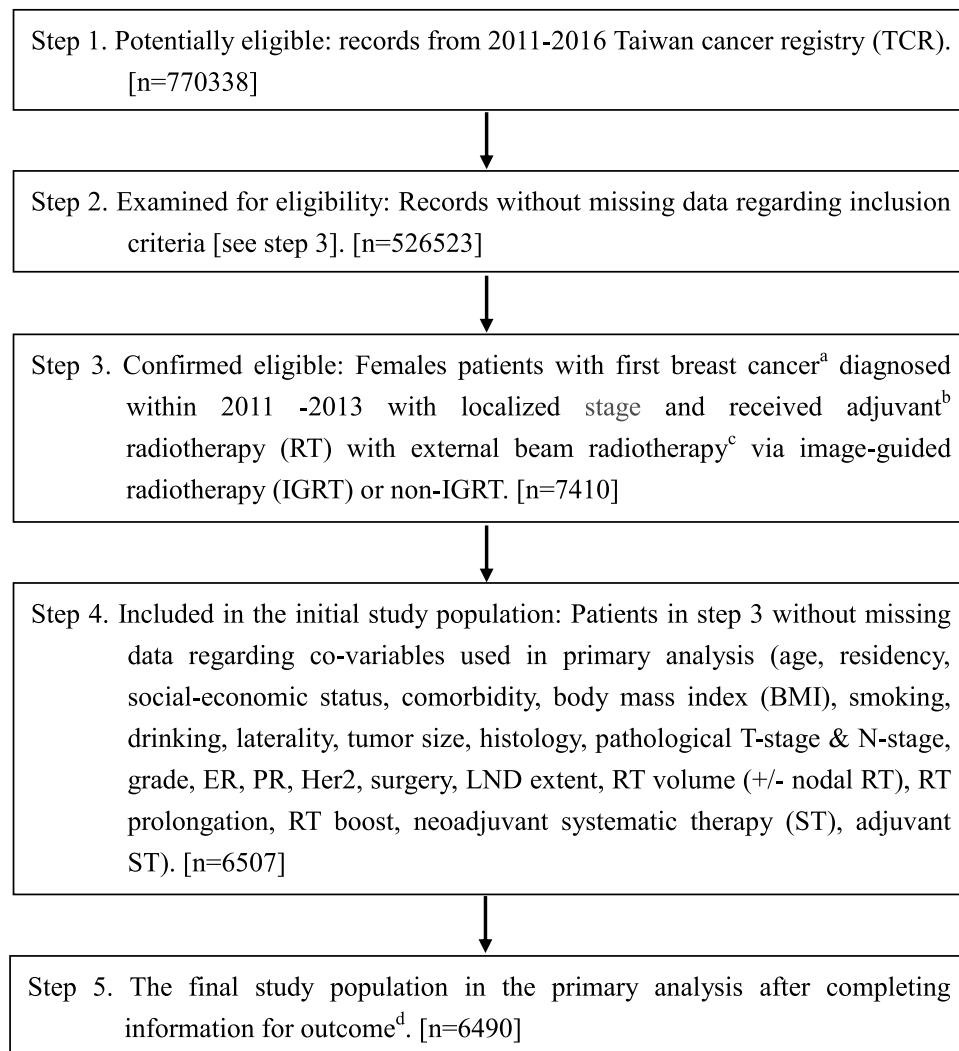 Step 1. Potentially eligible: records from 2011-2016 Taiwan cancer registry (TCR).
[n=770338]
Step 2. Examined for eligibility: Records without missing data regarding inclusion
criteria [see step 3]. [n=526523]
Step 3. Confirmed eligible: Females patients with first breast cancerᵃ diagnosed
within 2011 -2013 with localized stage and received adjuvantᵇ
radiotherapy (RT) with external beam radiotherapyᶜ via image-guided
radiotherapy (IGRT) or non-IGRT. [n=7410]
Step 4. Included in the initial study population: Patients in step 3 without missing
data regarding co-variables used in primary analysis (age, residency,
social-economic status, comorbidity, body mass index (BMI), smoking,
drinking, laterality, tumor size, histology, pathological T-stage & N-stage,
grade, ER, PR, Her2, surgery, LND extent, RT volume (+/- nodal RT), RT
prolongation, RT boost, neoadjuvant systematic therapy (ST), adjuvant
ST). [n=6507]
Step 5. The final study population in the primary analysis after completing
information for outcomeᵈ. [n=6490]